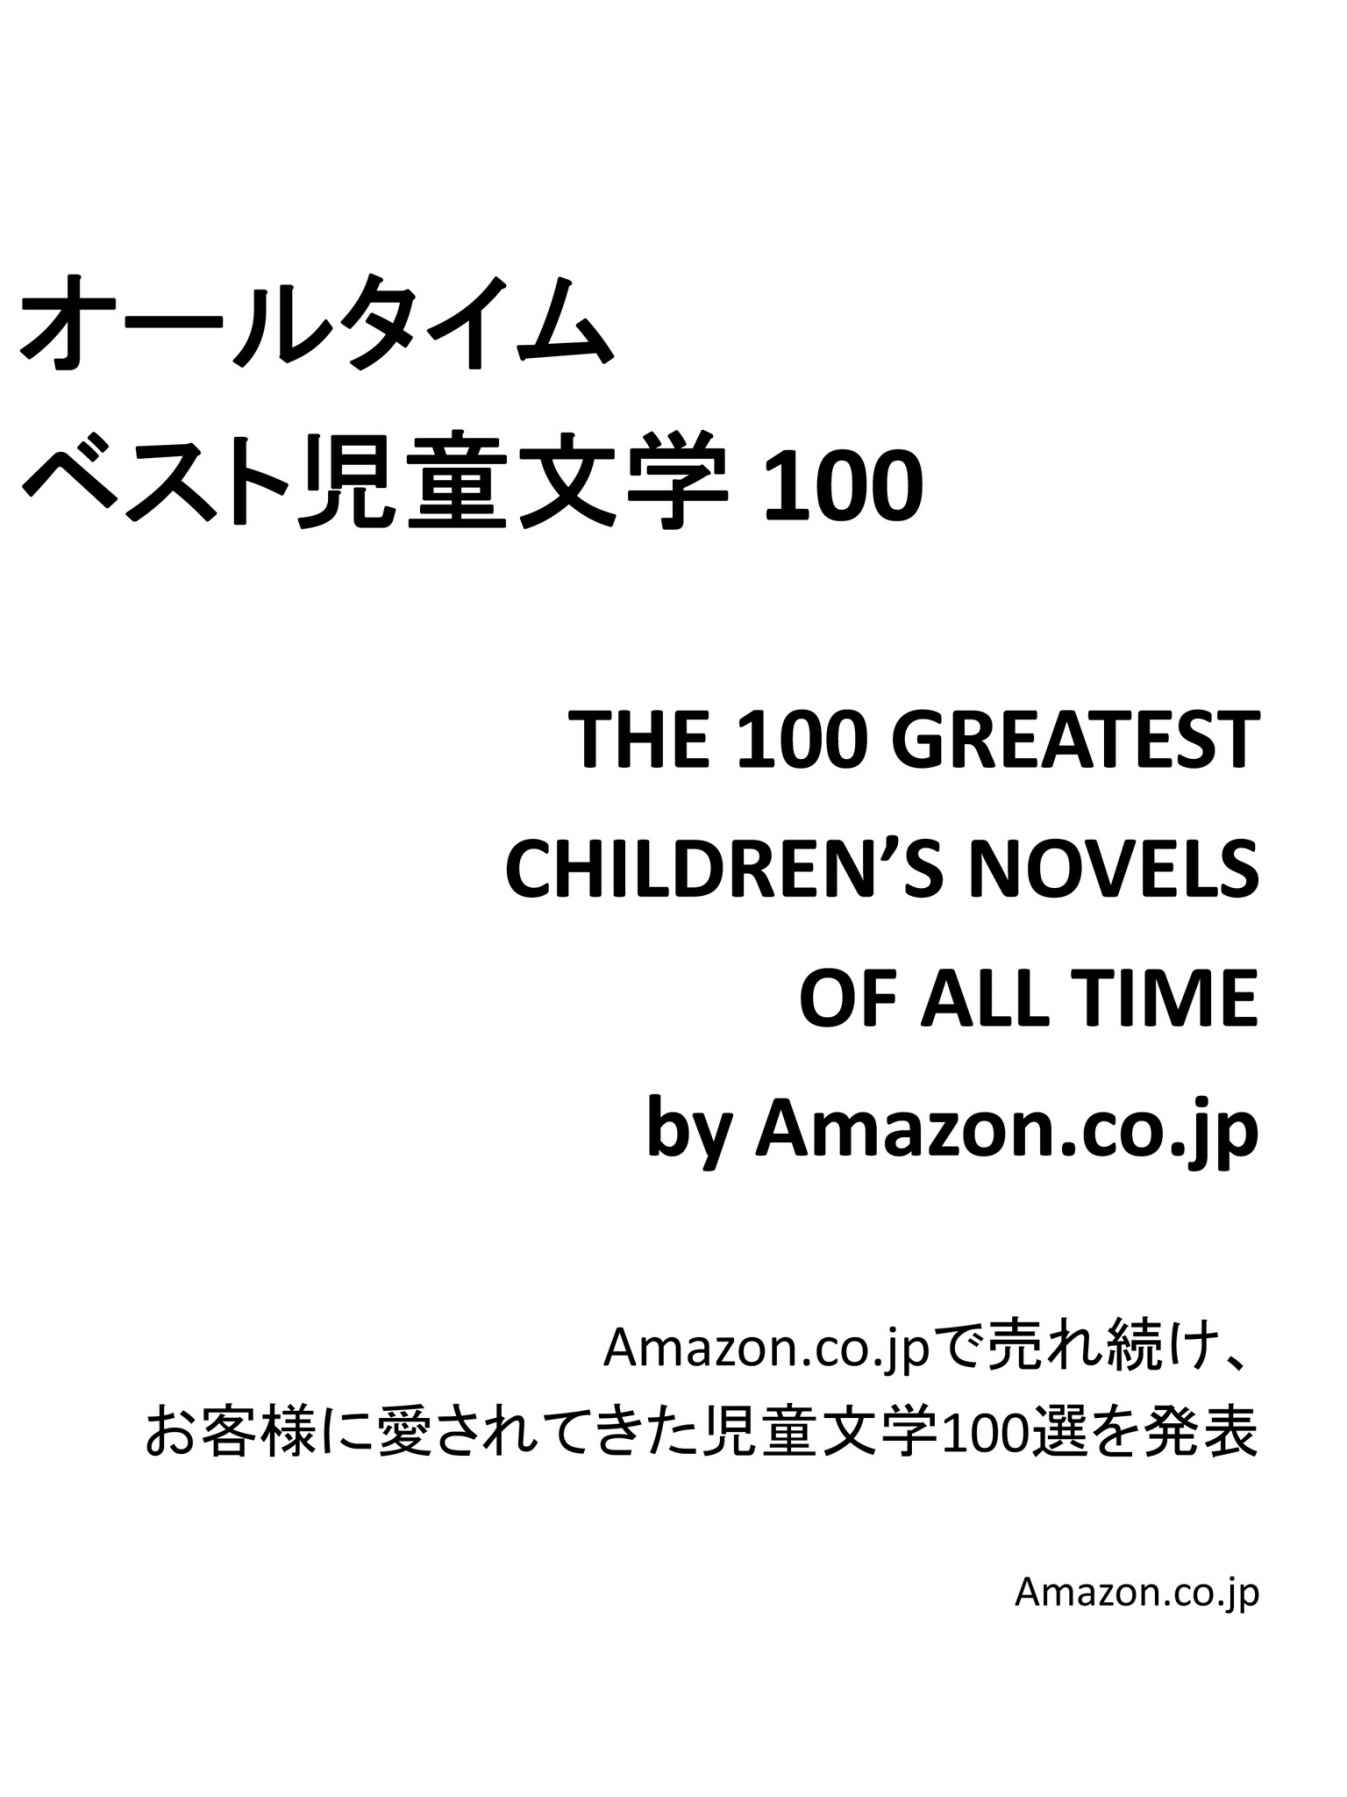 オールタイム
ベスト児童文学 100
THE 100 GREATEST
CHILDREN’S NOVELS
OF ALL TIME
by Amazon.co.jp
Amazon.co.jpで売れ続け、
お客様に愛されてきた児童文学100選を発表
Amazon.co.jp